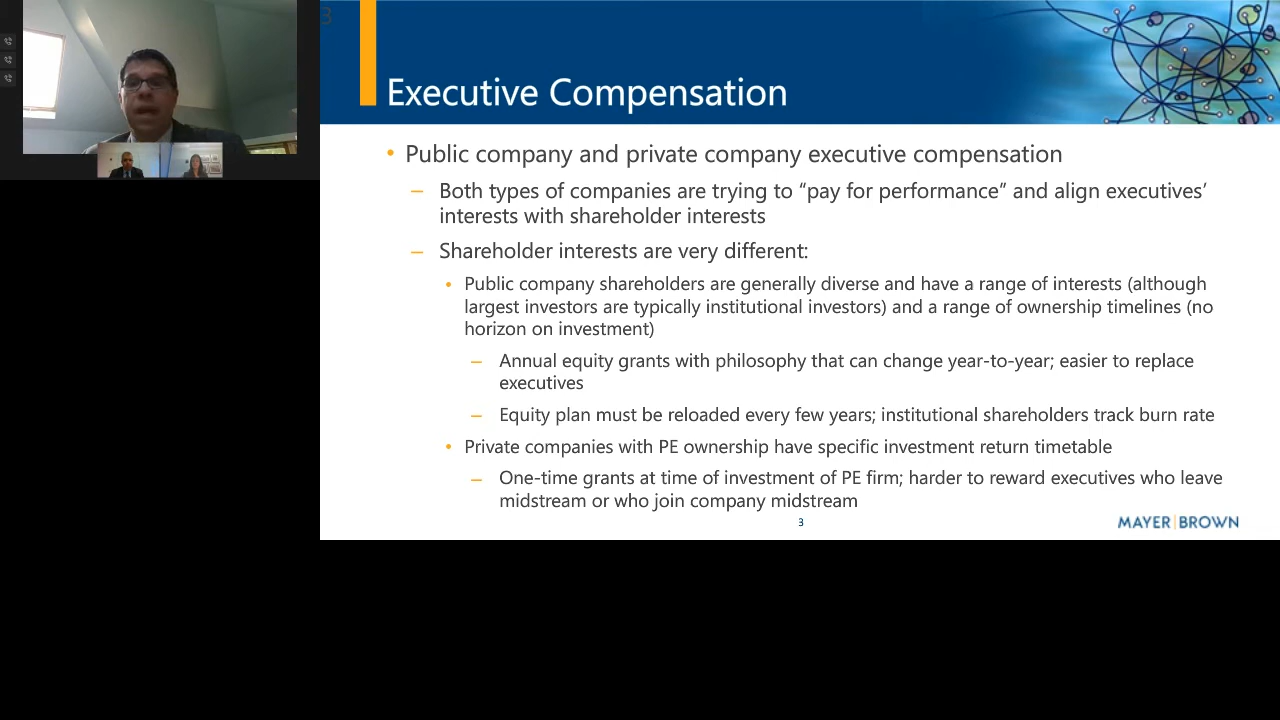 3
Executive Compensation
• Public company and private company executive compensation
– Both types of companies are trying to “pay for performance” and align executives’
interests with shareholder interests
– Shareholder interests are very different:
• Public company shareholders are generally diverse and have a range of interests (although
largest investors are typically institutional investors) and a range of ownership timelines (no
horizon on investment)
– Annual equity grants with philosophy that can change year-to-year; easier to replace
executives
– Equity plan must be reloaded every few years; institutional shareholders track burn rate
• Private companies with PE ownership have specific investment return timetable
– One-time grants at time of investment of PE firm; harder to reward executives who leave
midstream or who join company midstream
3
MAYER|BROWN